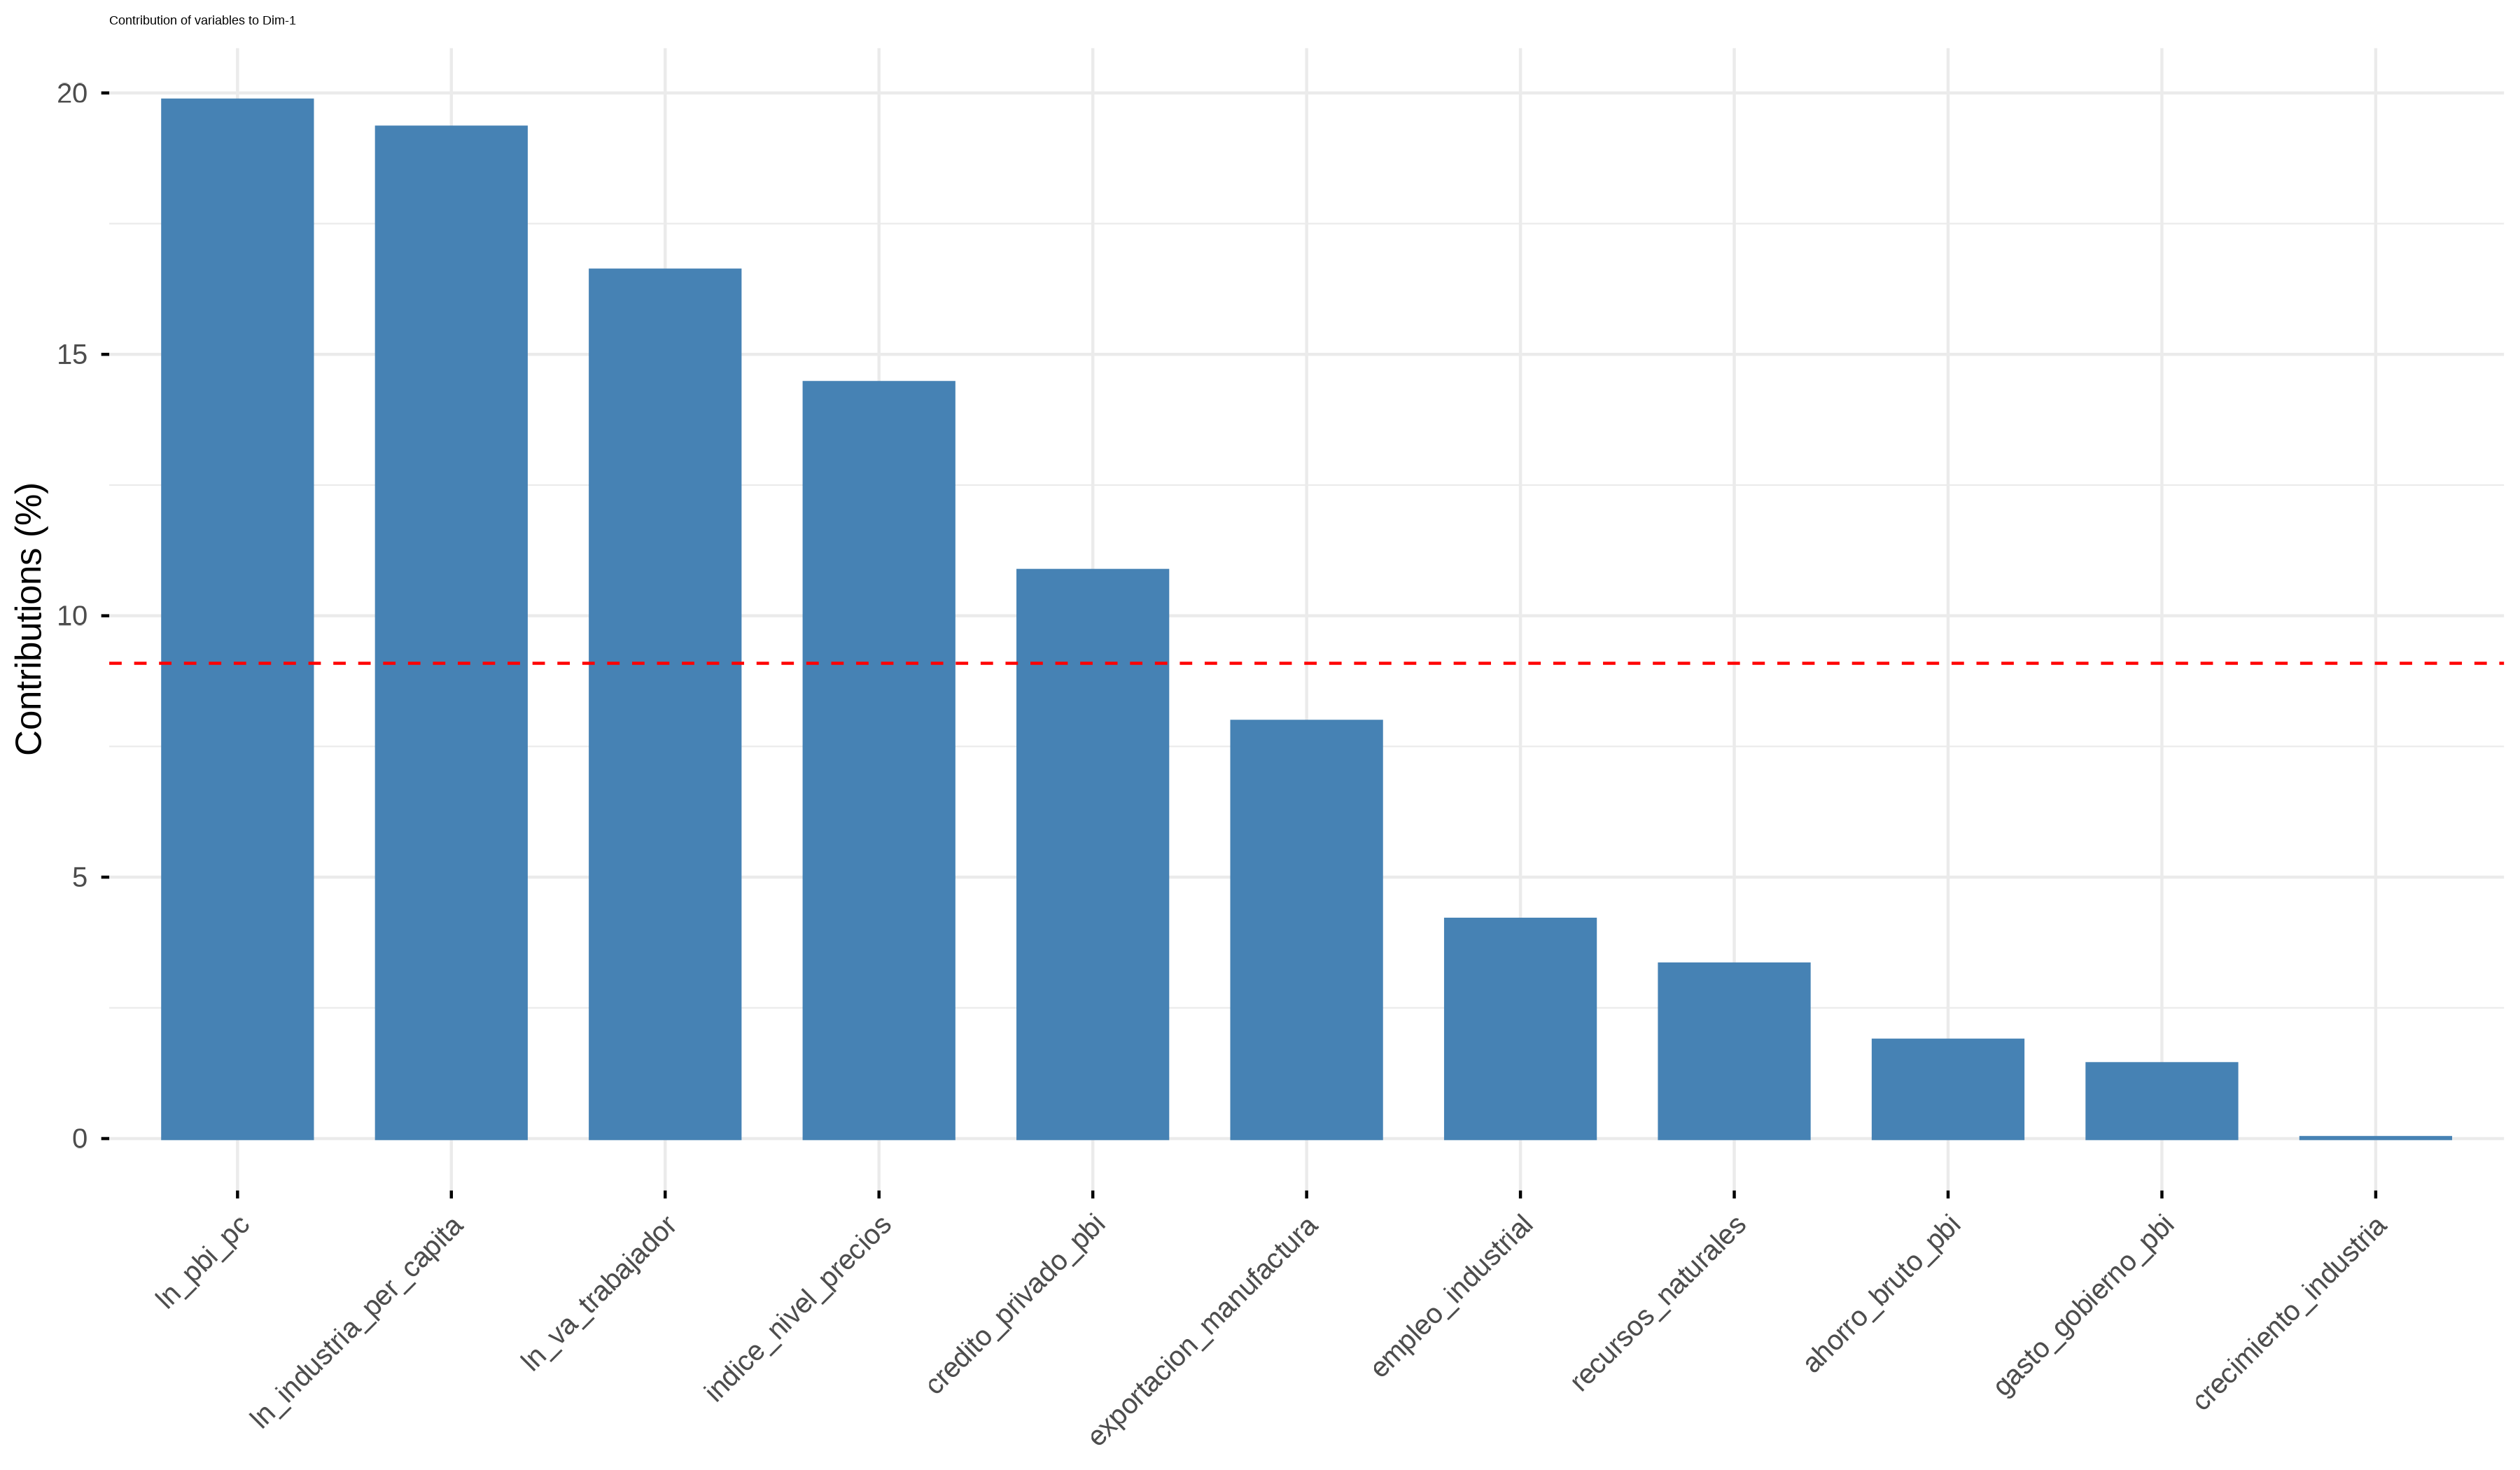 Contribution of variables to Dim-1
Contributions (%)
20
15
10
5
0
ln_pbi_pc
ln_industria_per_capita
ln_va_trabajador
indice_nivel_precios
credito_privado_pbi
exportacion_manufactura
empleo_industrial
recursos_naturales
ahorro_bruto_pbi
gasto_gobierno_pbi
crecimiento_industria